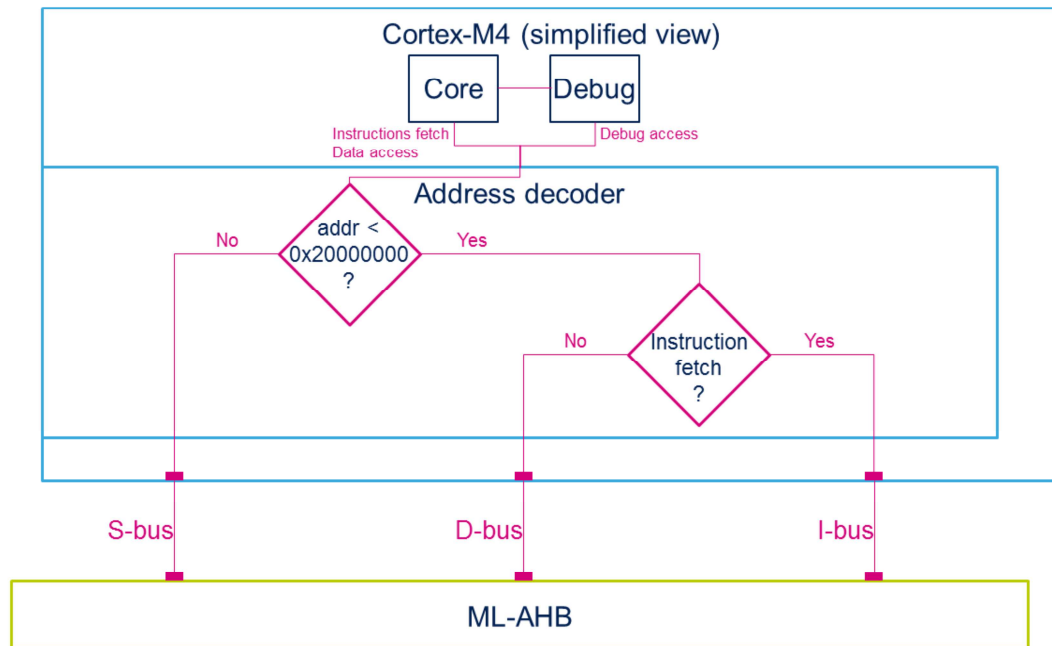 Cortex-M4 (simplified view)
Core
Debug
Instructions fetch
Data access
Debug access
Address decoder
addr <
0x20000000
?
No
Yes
Instruction
fetch
?
No
Yes
S-bus
D-bus
I-bus
ML-AHB